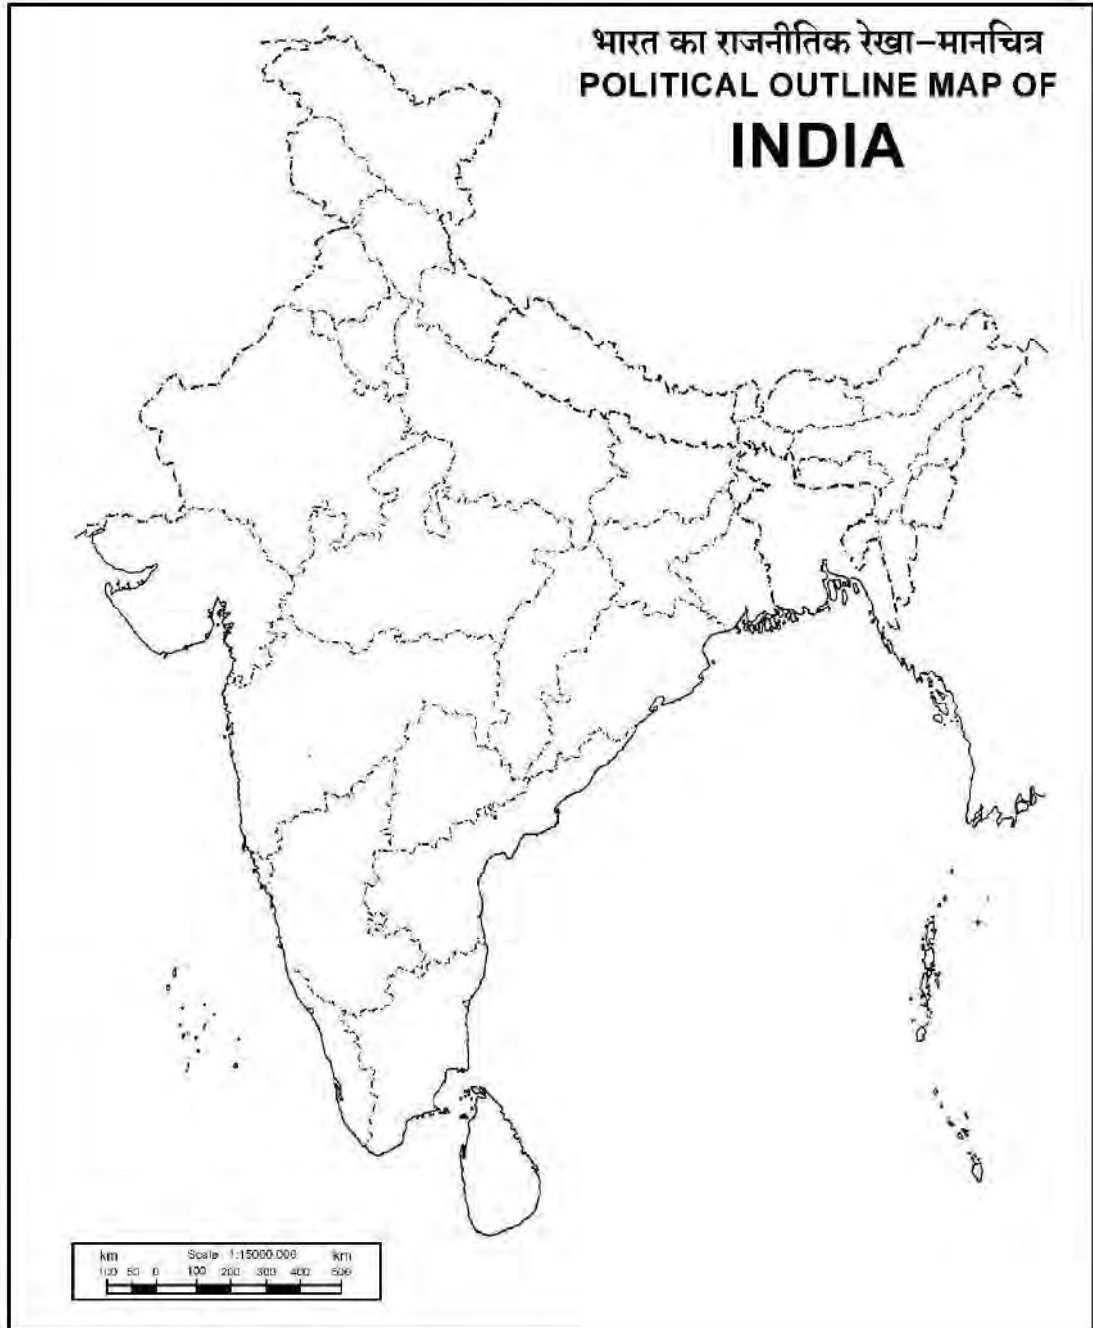 भारत का राजनीतिक रेखा–मानचित्र
POLITICAL OUTLINE MAP OF
INDIA
km Scale 1:15000,000 km
100 50 0 100 200 300 400 500